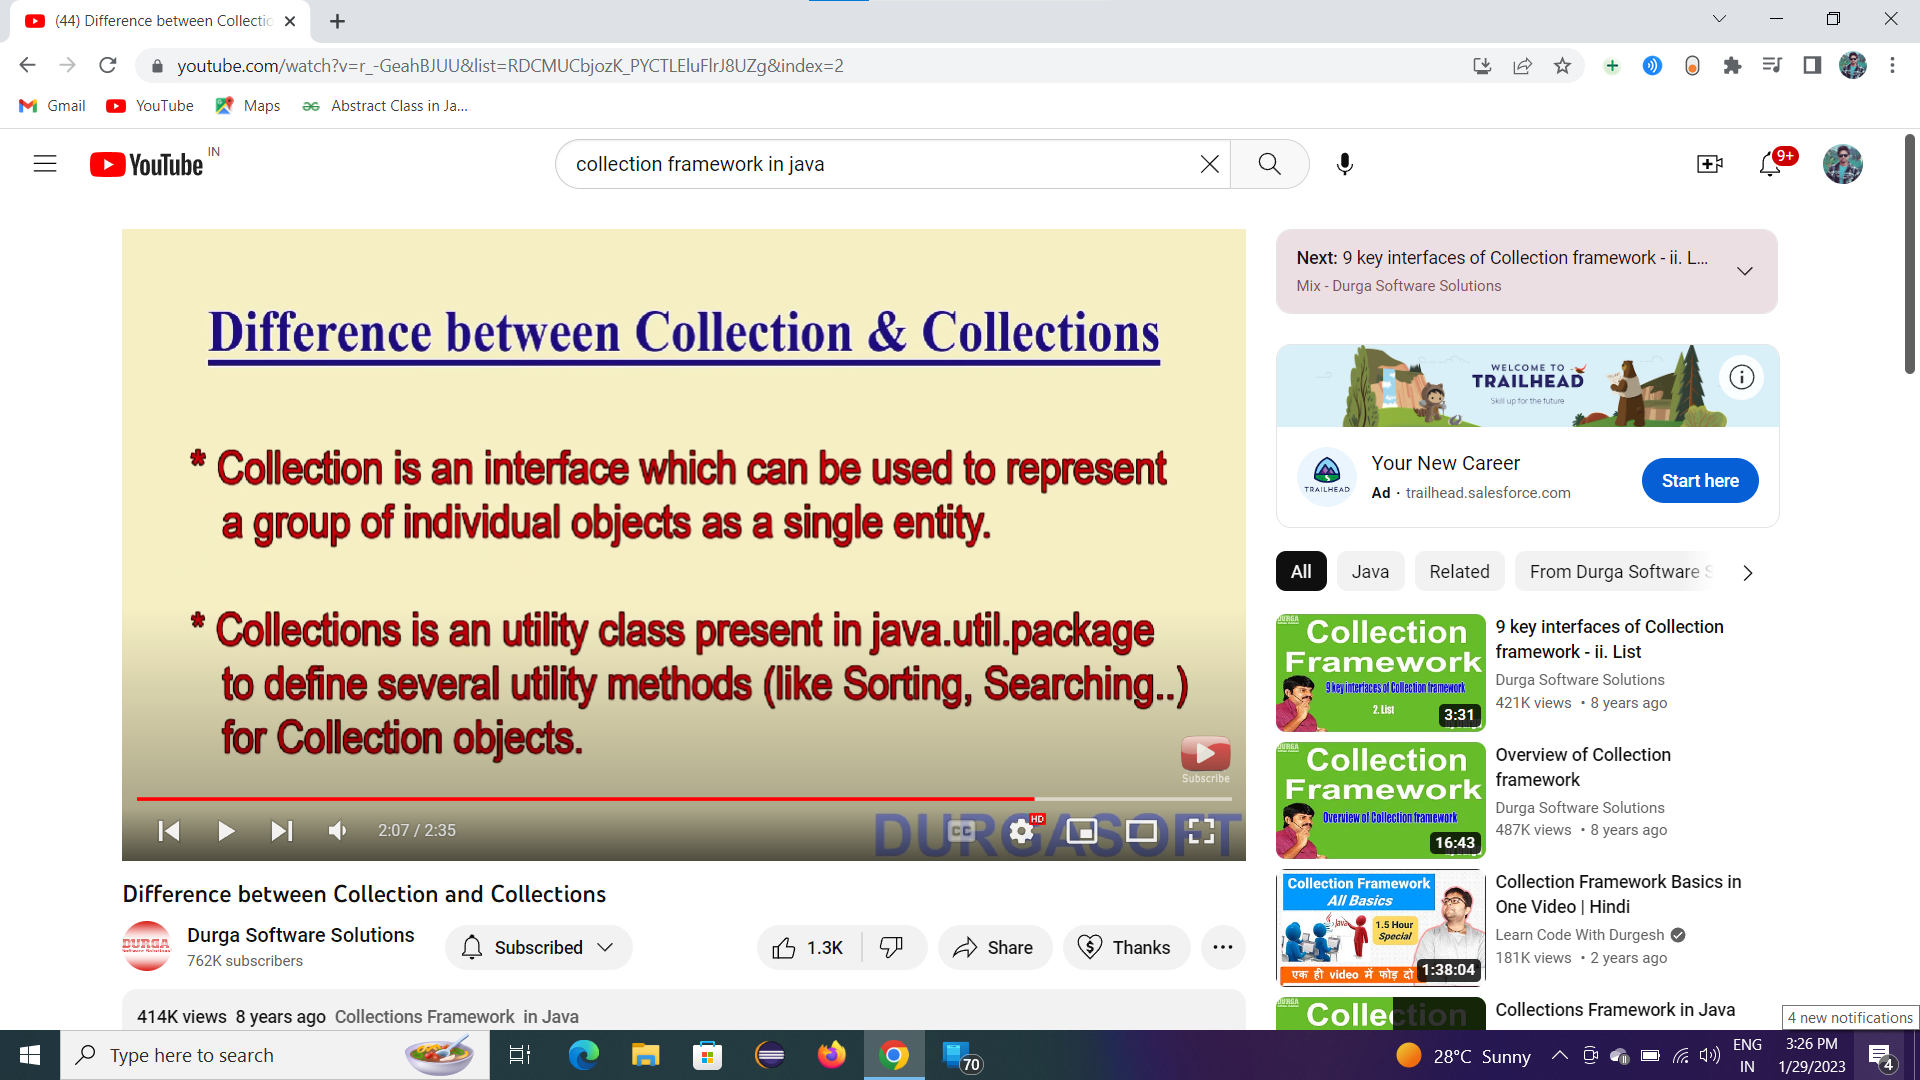 (44) Difference between Collectio
youtube.com/watch?v=r_-GeahBJUU&list=RDCMUCbjozK_PYCTLEluFlrJ8UZg&index=2
Gmail YouTube Maps Abstract Class in Ja...
YouTube IN
collection framework in java
9+
Difference between Collection & Collections
* Collection is an interface which can be used to represent
a group of individual objects as a single entity.
* Collections is an utility class present in java.util.package
to define several utility methods (like Sorting, Searching..)
for Collection objects.
Subscribe
DURGASOFT
2:07 / 2:35
CC
HD
Difference between Collection and Collections
DURGA
Durga Software Solutions
762K subscribers
Subscribed
1.3K
Share
Thanks
414K views 8 years ago Collections Framework in Java
Next: 9 key interfaces of Collection framework - ii. L...
Mix - Durga Software Solutions
WELCOME TO
TRAILHEAD
Skill up for the future
TRAILHEAD
Your New Career
Ad · trailhead.salesforce.com
Start here
All Java Related From Durga Software S
DURGA
Collection
Framework
9 key interfaces of Collection framework
2. List
3:31
9 key interfaces of Collection
framework - ii. List
Durga Software Solutions
421K views • 8 years ago
DURGA
Collection
Framework
Overview of Collection framework
16:43
Overview of Collection
framework
Durga Software Solutions
487K views • 8 years ago
Collection Framework
All Basics
Java
1.5 Hour
Special
एक ही video में फोड़ दो
1:38:04
Collection Framework Basics in
One Video | Hindi
Learn Code With Durgesh
181K views • 2 years ago
DURGA
Collection
Collections Framework in Java
4 new notifications
Type here to search
70
28°C Sunny
ENG
IN
3:26 PM
1/29/2023
4